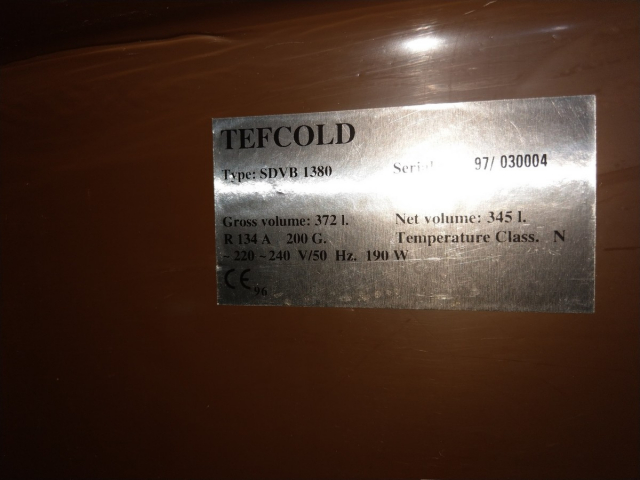 TEFCOLD
Type: SDVB 1380 Serial 97/ 030004
Gross volume: 372 l. Net volume: 345 l.
R 134 A 200 G. Temperature Class. N
~ 220 ~ 240 V/50 Hz. 190 W
CE 96